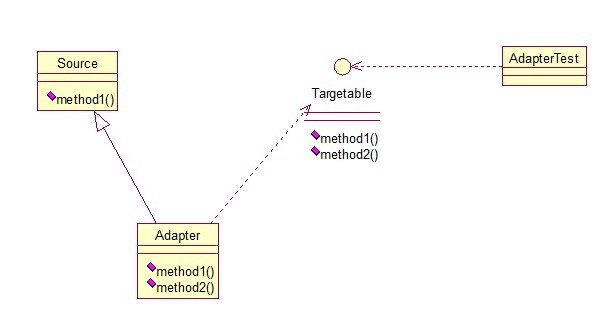 Source
method1()
AdapterTest
Targetable
method1()
method2()
Adapter
method1()
method2()